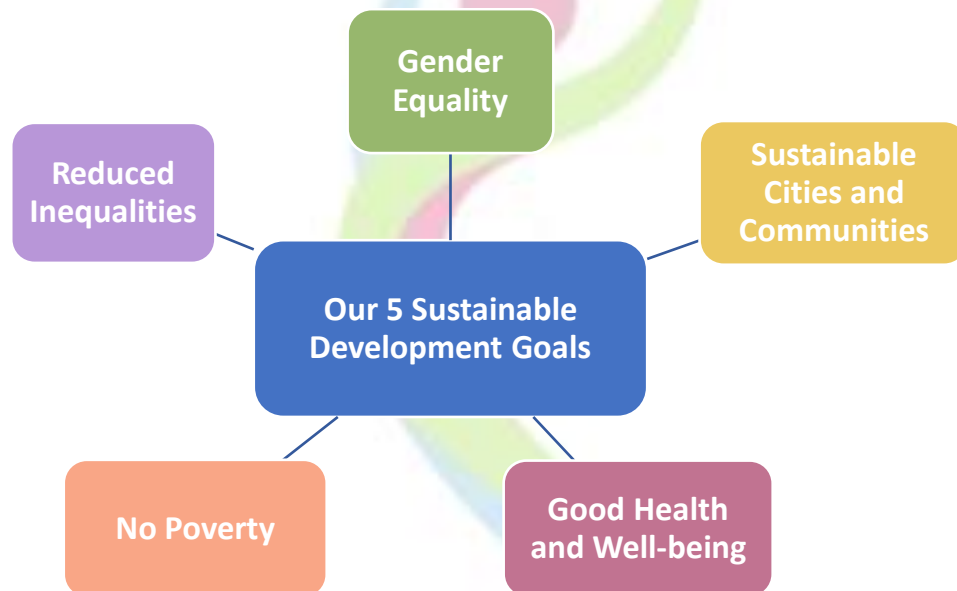 Gender
Equality
Reduced
Inequalities
Sustainable
Cities and
Communities
Our 5 Sustainable
Development Goals
No Poverty
Good Health
and Well-being